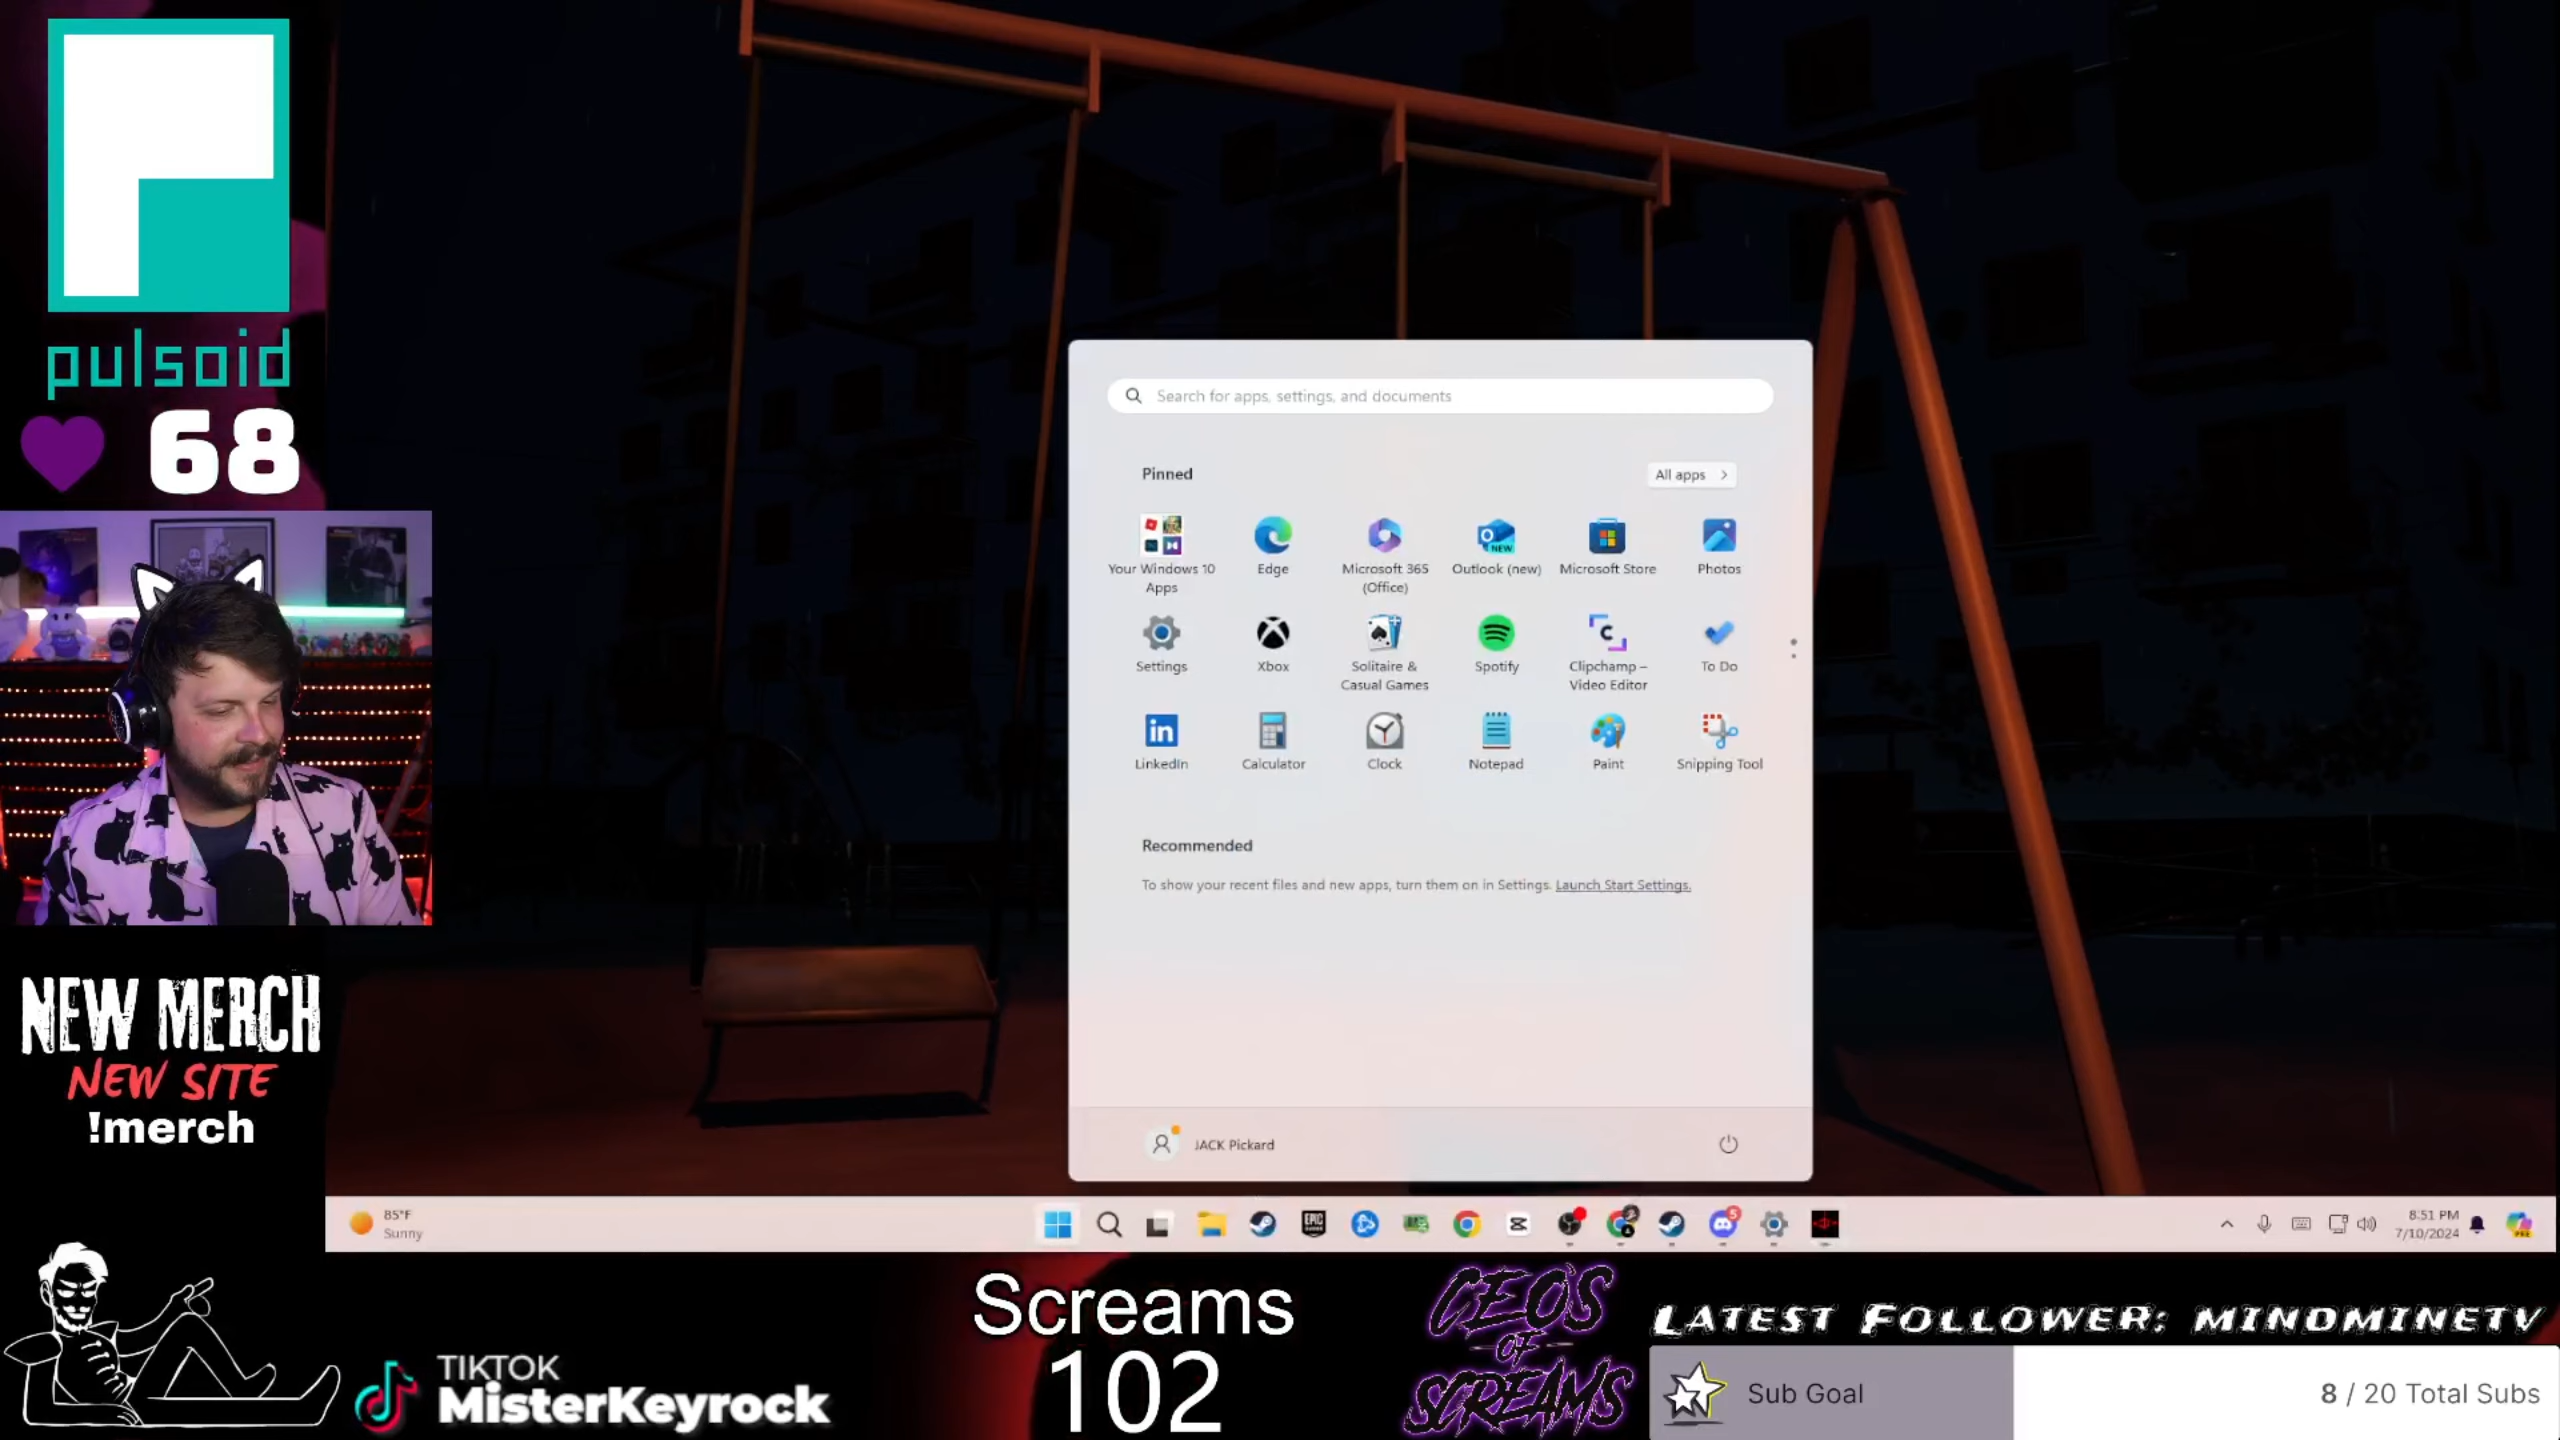 pulsoid
68
NEW MERCH
NEW SITE
!merch
Search for apps, settings, and documents
Pinned
All apps
Your Windows 10 Apps
Edge
Microsoft 365 (Office)
Outlook (new)
Microsoft Store
Photos
Settings
Xbox
Solitaire & Casual Games
Spotify
Clipchamp – Video Editor
To Do
LinkedIn
Calculator
Clock
Notepad
Paint
Snipping Tool
Recommended
To show your recent files and new apps, turn them on in Settings. Launch Start Settings.
JACK Pickard
85°F
Sunny
8:51 PM
7/10/2024
TIKTOK
MisterKeyrock
Screams
102
CEO'S
OF
SCREAMS
LATEST FOLLOWER: MINDMINETV
Sub Goal
8 / 20 Total Subs